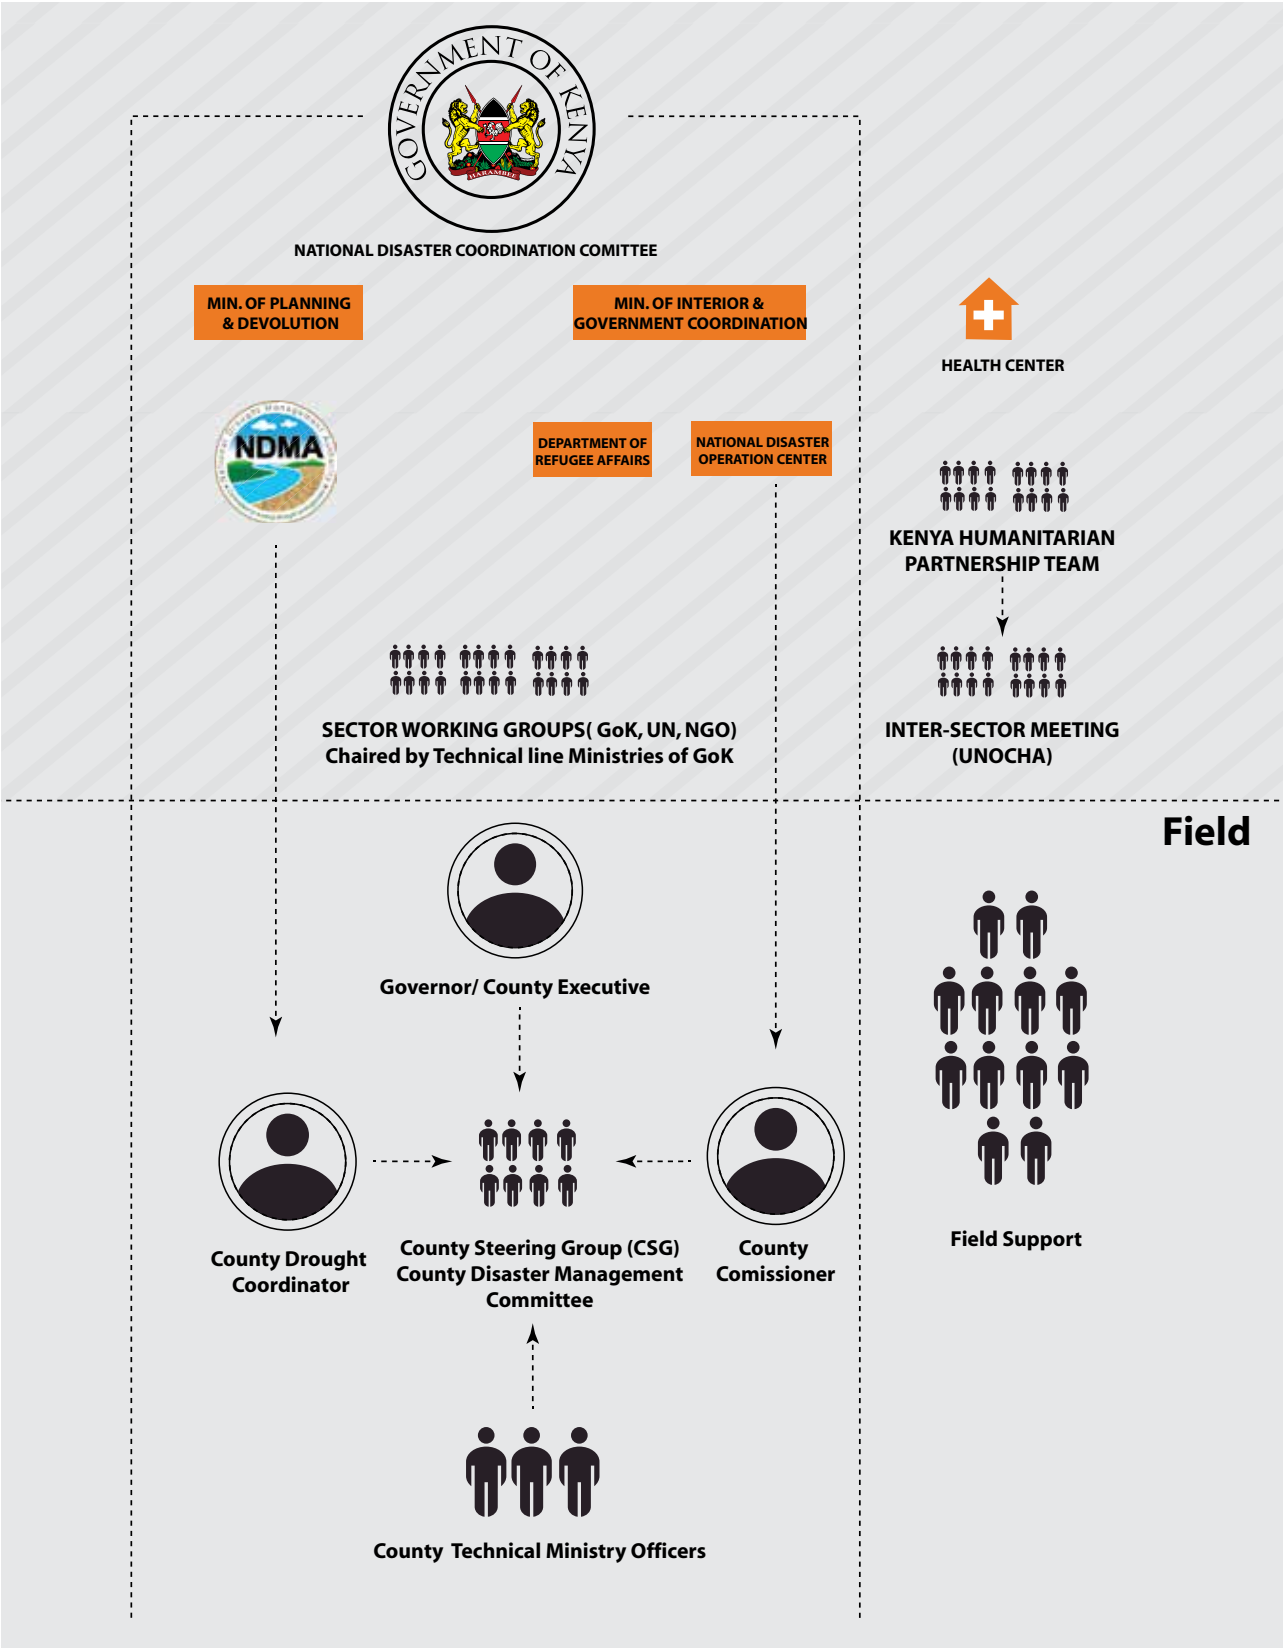 GOVERNMENT OF KENYA
HARAMBEE
NATIONAL DISASTER COORDINATION COMITTEE
MIN. OF PLANNING
& DEVOLUTION
MIN. OF INTERIOR &
GOVERNMENT COORDINATION
HEALTH CENTER
NDMA
DEPARTMENT OF
REFUGEE AFFAIRS
NATIONAL DISASTER
OPERATION CENTER
KENYA HUMANITARIAN
PARTNERSHIP TEAM
SECTOR WORKING GROUPS( GoK, UN, NGO)
Chaired by Technical line Ministries of GoK
INTER-SECTOR MEETING
(UNOCHA)
Field
Governor/ County Executive
County Drought
Coordinator
County Steering Group (CSG)
County Disaster Management
Committee
County
Comissioner
Field Support
County Technical Ministry Officers